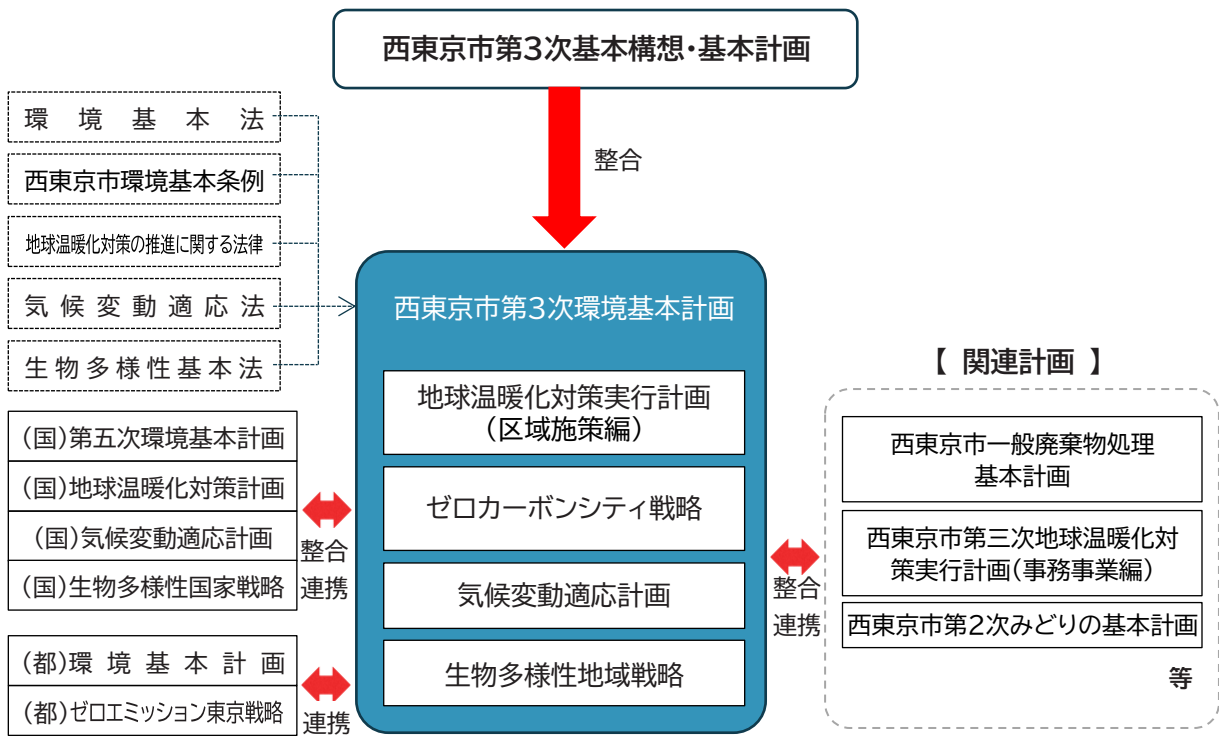 西東京市第3次基本構想・基本計画
整合
環境基本法
西東京市環境基本条例
地球温暖化対策の推進に関する法律
気候変動適応法
生物多様性基本法
(国)第五次環境基本計画
(国)地球温暖化対策計画
(国)気候変動適応計画
(国)生物多様性国家戦略
整合
連携
(都)環境基本計画
(都)ゼロエミッション東京戦略
連携
西東京市第3次環境基本計画
地球温暖化対策実行計画
(区域施策編)
ゼロカーボンシティ戦略
気候変動適応計画
生物多様性地域戦略
整合
連携
【 関連計画 】
西東京市一般廃棄物処理
基本計画
西東京市第三次地球温暖化対
策実行計画(事務事業編)
西東京市第2次みどりの基本計画
等